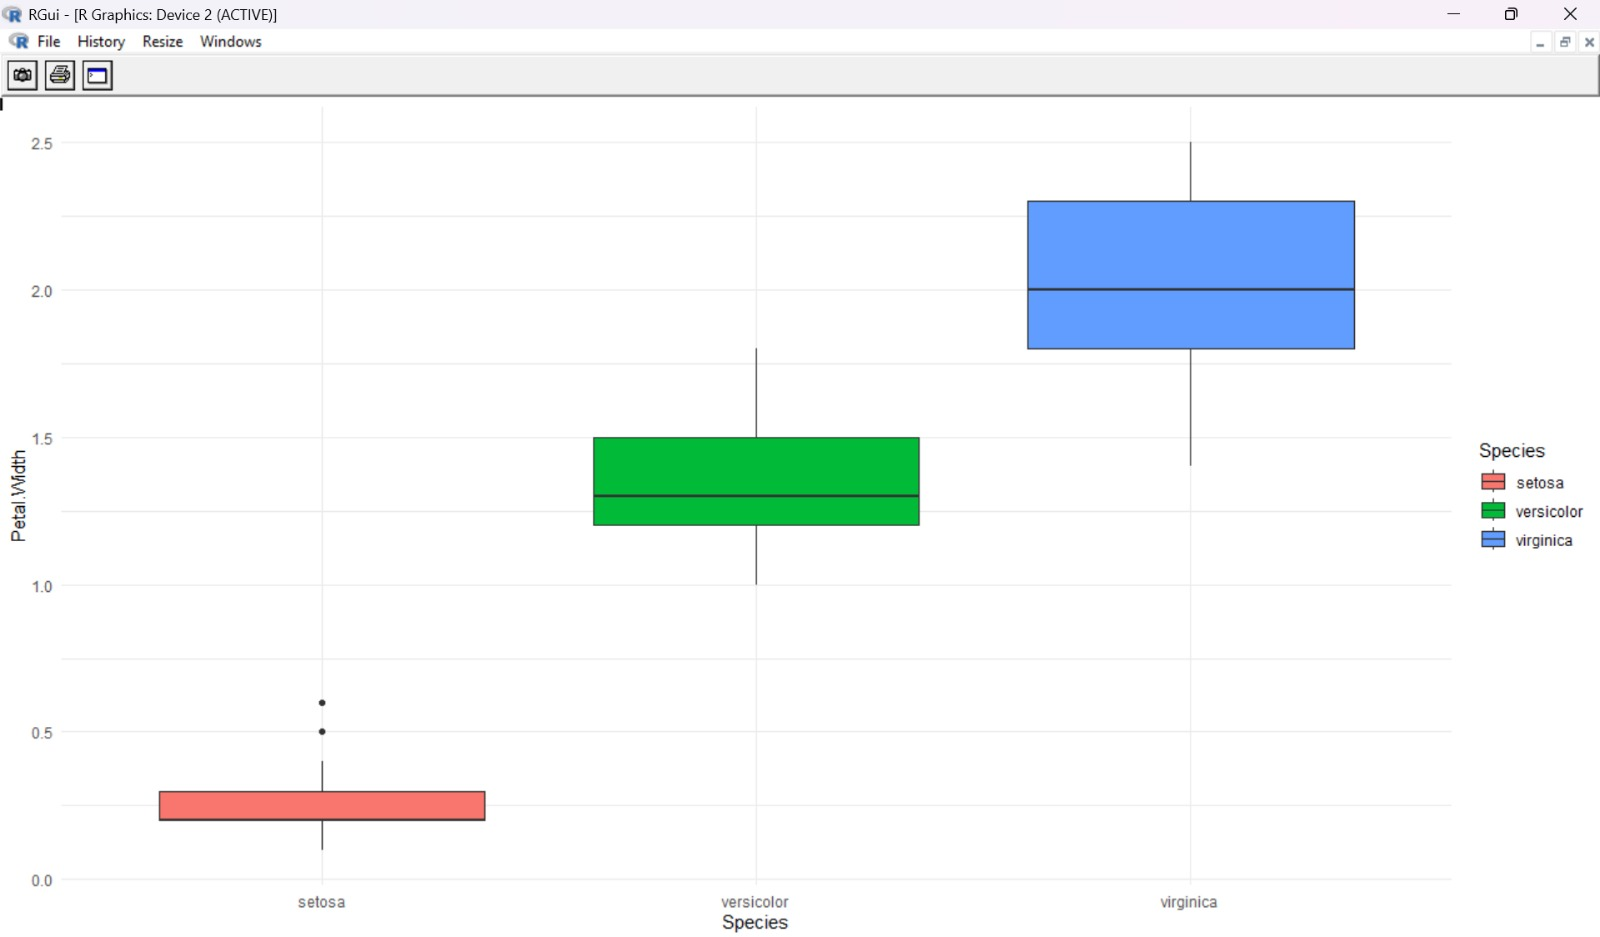 RGui - [R Graphics: Device 2 (ACTIVE)]
File History Resize Windows
2.5
2.0
1.5
1.0
0.5
0.0
Petal.Width
setosa versicolor virginica
Species
Species
setosa
versicolor
virginica